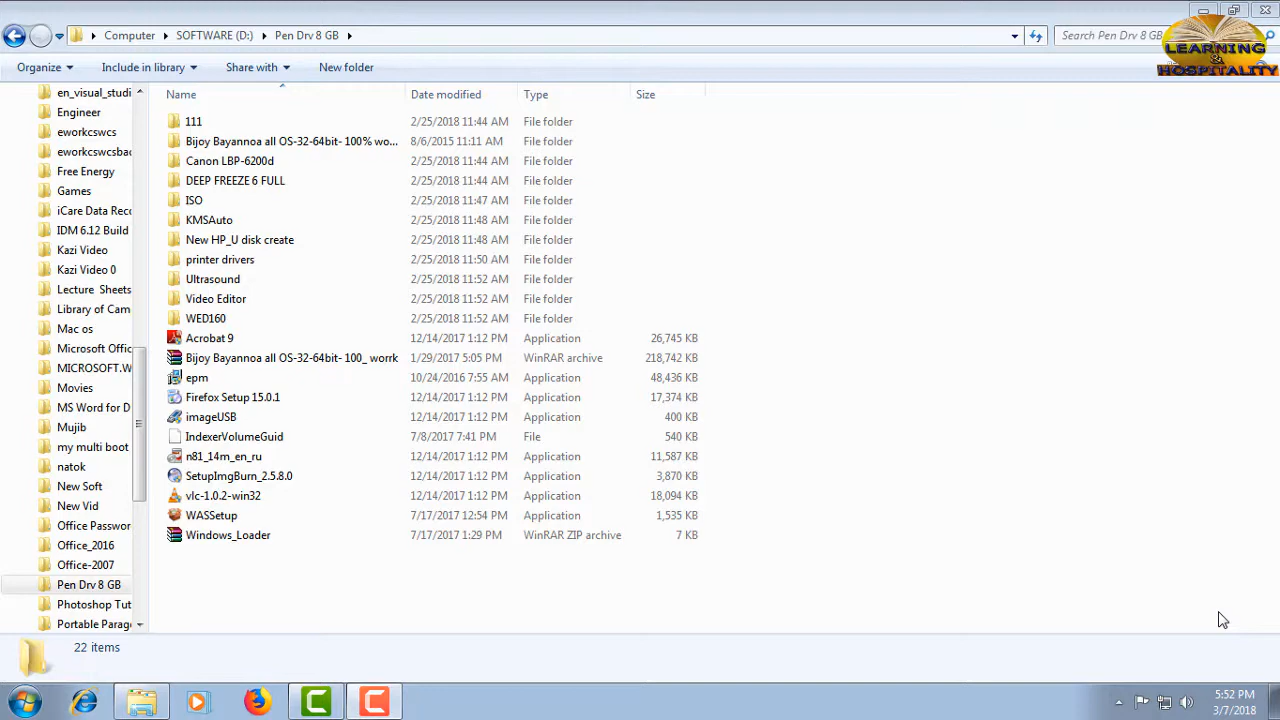 LEARNING
&
HOSPITALITY
Computer SOFTWARE (D:) Pen Drv 8 GB
Search Pen Drv 8 GB
Organize Include in library Share with New folder
Name Date modified Type Size
en_visual_studi
Engineer
eworkcswcs
eworkcswcsbac
Free Energy
Games
iCare Data Reco
IDM 6.12 Build
Kazi Video
Kazi Video 0
Lecture Sheets
Library of Cam
Mac os
Microsoft Offic
MICROSOFT.W
Movies
MS Word for D
Mujib
my multi boot
natok
New Soft
New Vid
Office Passwor
Office_2016
Office-2007
Pen Drv 8 GB
Photoshop Tut
Portable Parag
111 2/25/2018 11:44 AM File folder
Bijoy Bayannoa all OS-32-64bit- 100% wo... 8/6/2015 11:11 AM File folder
Canon LBP-6200d 2/25/2018 11:44 AM File folder
DEEP FREEZE 6 FULL 2/25/2018 11:44 AM File folder
ISO 2/25/2018 11:47 AM File folder
KMSAuto 2/25/2018 11:48 AM File folder
New HP_U disk create 2/25/2018 11:48 AM File folder
printer drivers 2/25/2018 11:50 AM File folder
Ultrasound 2/25/2018 11:52 AM File folder
Video Editor 2/25/2018 11:52 AM File folder
WED160 2/25/2018 11:52 AM File folder
Acrobat 9 12/14/2017 1:12 PM Application 26,745 KB
Bijoy Bayannoa all OS-32-64bit- 100_ worrk 1/29/2017 5:05 PM WinRAR archive 218,742 KB
epm 10/24/2016 7:55 AM Application 48,436 KB
Firefox Setup 15.0.1 12/14/2017 1:12 PM Application 17,374 KB
imageUSB 12/14/2017 1:12 PM Application 400 KB
IndexerVolumeGuid 7/8/2017 7:41 PM File 540 KB
n81_14m_en_ru 12/14/2017 1:12 PM Application 11,587 KB
SetupImgBurn_2.5.8.0 12/14/2017 1:12 PM Application 3,870 KB
vlc-1.0.2-win32 12/14/2017 1:12 PM Application 18,094 KB
WASSetup 7/17/2017 12:54 PM Application 1,535 KB
Windows_Loader 7/17/2017 1:29 PM WinRAR ZIP archive 7 KB
22 items
5:52 PM
3/7/2018